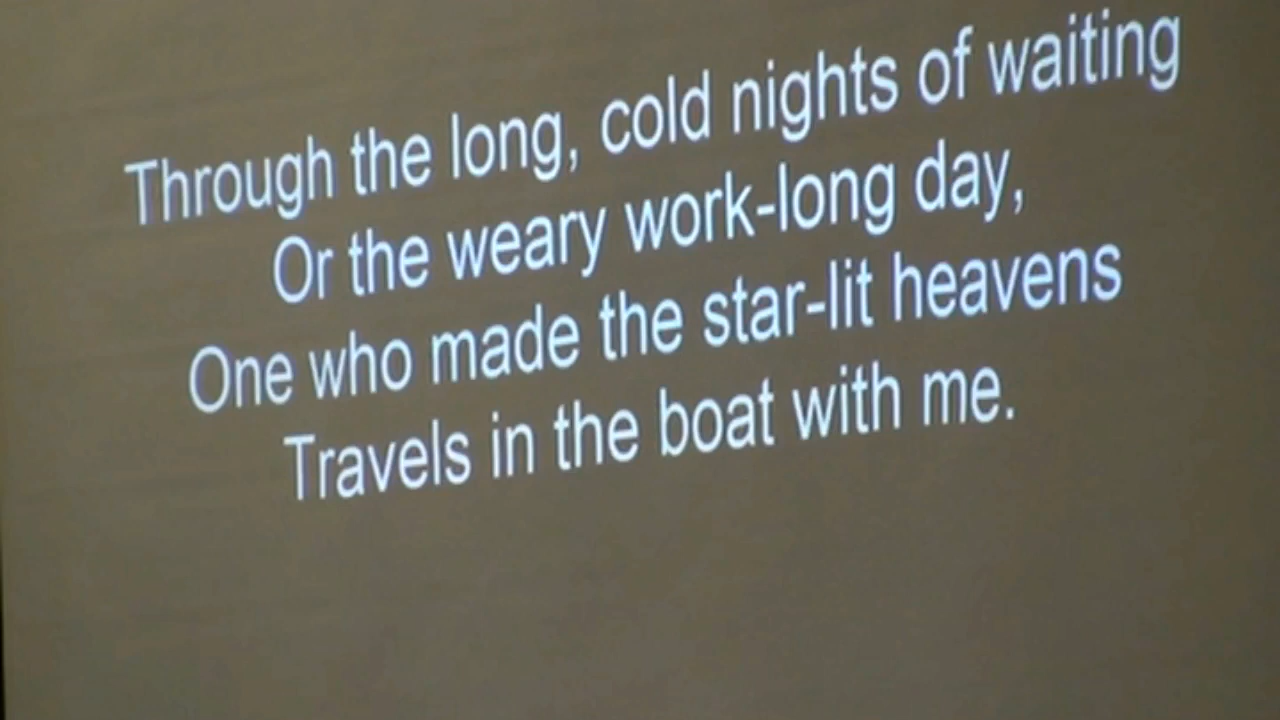 Through the long, cold nights of waiting
Or the weary work-long day,
One who made the star-lit heavens
Travels in the boat with me.